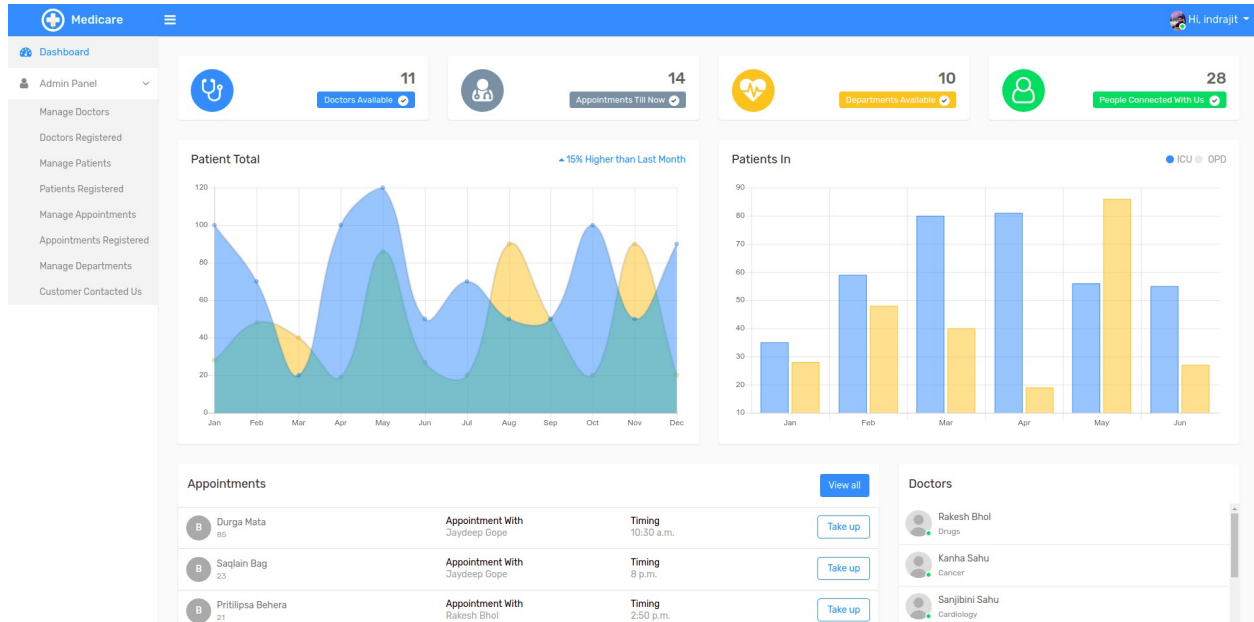 Medicare
Hi, indrajit
Dashboard
Admin Panel
Manage Doctors
Doctors Registered
Manage Patients
Patients Registered
Manage Appointments
Appointments Registered
Manage Departments
Customer Contacted Us
11
Doctors Available
14
Appointments Till Now
10
Departments Available
28
People Connected With Us
Patient Total
15% Higher than Last Month
120
100
80
60
40
20
0
Jan Feb Mar Apr May Jun Jul Aug Sep Oct Nov Dec
Patients In
ICU OPD
90
80
70
60
50
40
30
20
10
Jan Feb Mar Apr May Jun
Appointments
View all
B
Durga Mata
85
Appointment With
Jaydeep Gope
Timing
10:30 a.m.
Take up
B
Saqlain Bag
23
Appointment With
Jaydeep Gope
Timing
8 p.m.
Take up
B
Pritilipsa Behera
21
Appointment With
Rakesh Bhol
Timing
2:50 p.m.
Take up
Doctors
Rakesh Bhol
Drugs
Kanha Sahu
Cancer
Sanjibini Sahu
Cardiology